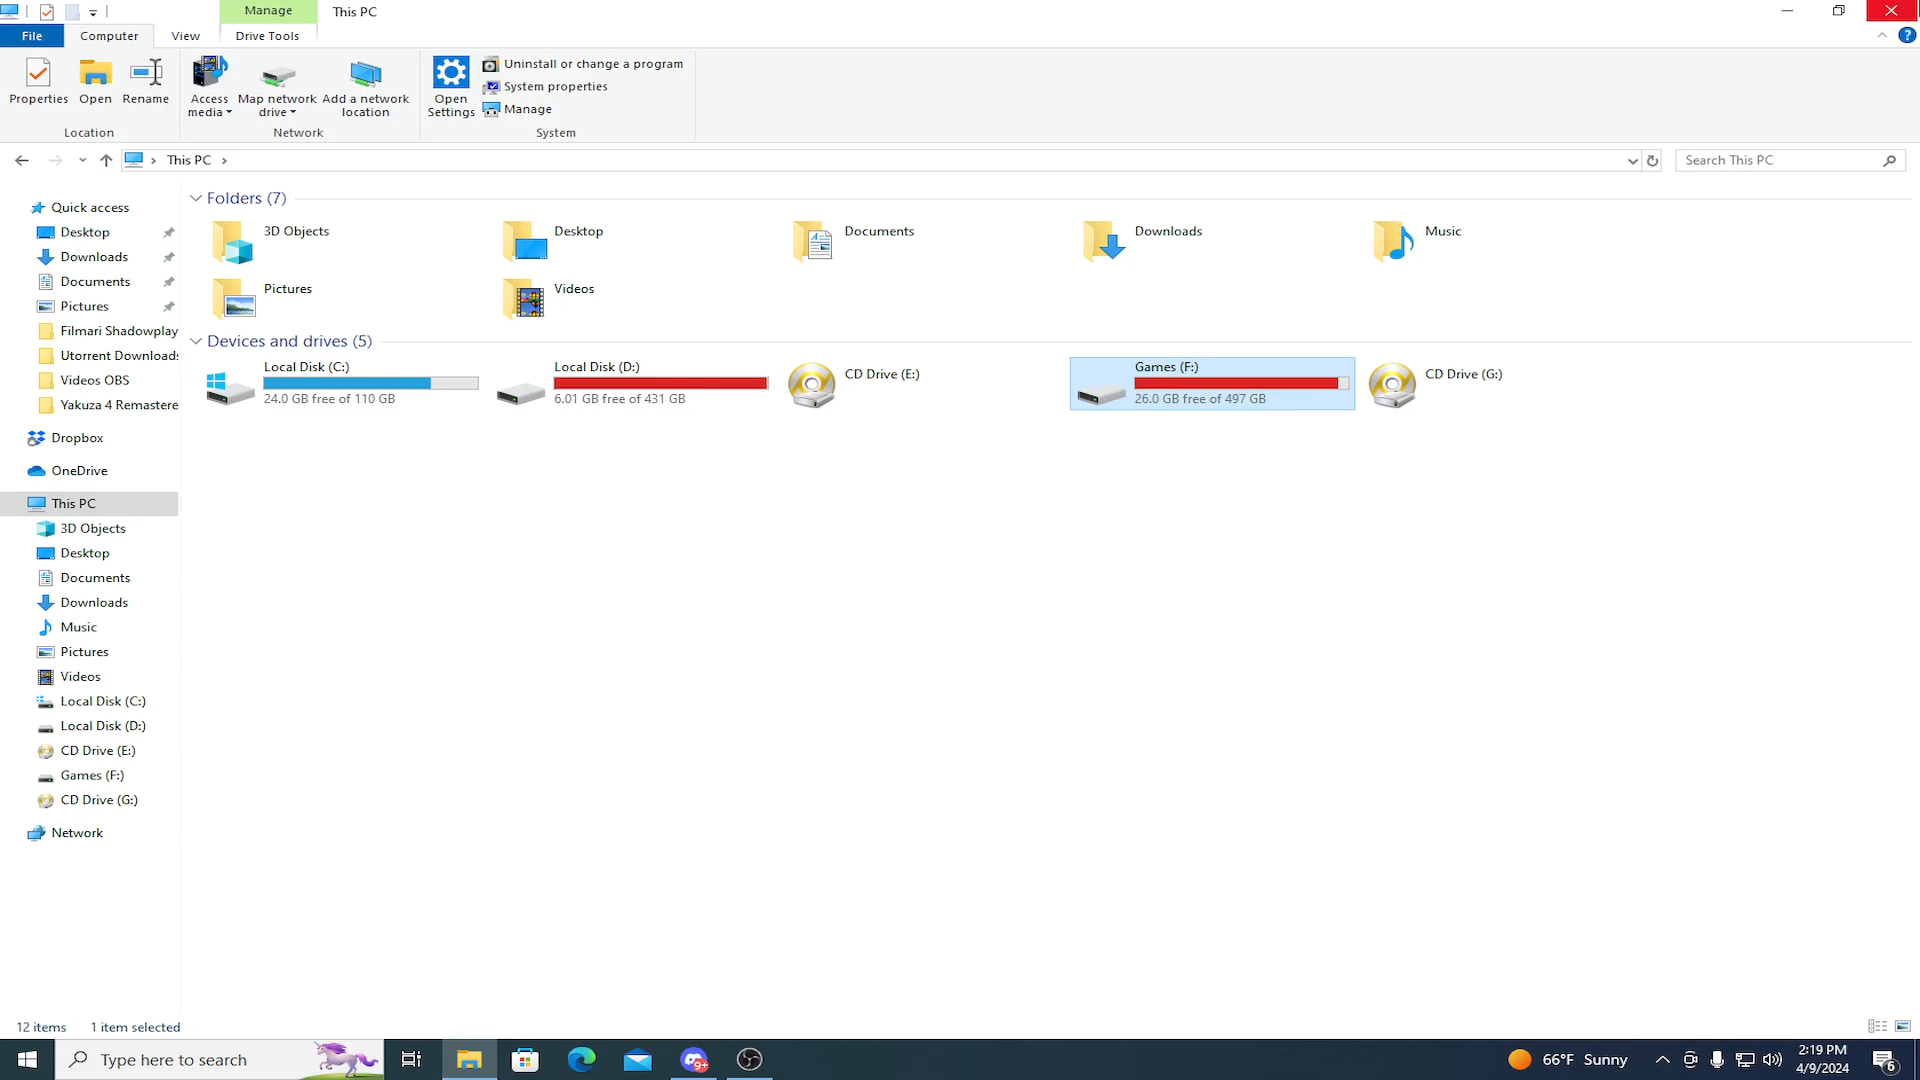 Manage
This PC
File
Computer
View
Drive Tools
Properties
Open
Rename
Access media
Map network drive
Add a network location
Open Settings
Uninstall or change a program
System properties
Manage
Location
Network
System
This PC
Search This PC
Quick access
Desktop
Downloads
Documents
Pictures
Filmari Shadowplay
Utorrent Downloads
Videos OBS
Yakuza 4 Remastere
Dropbox
OneDrive
This PC
3D Objects
Desktop
Documents
Downloads
Music
Pictures
Videos
Local Disk (C:)
Local Disk (D:)
CD Drive (E:)
Games (F:)
CD Drive (G:)
Network
Folders (7)
3D Objects
Desktop
Documents
Downloads
Music
Pictures
Videos
Devices and drives (5)
Local Disk (C:)
24.0 GB free of 110 GB
Local Disk (D:)
6.01 GB free of 431 GB
CD Drive (E:)
Games (F:)
26.0 GB free of 497 GB
CD Drive (G:)
12 items
1 item selected
Type here to search
9+
66°F Sunny
2:19 PM
4/9/2024
6